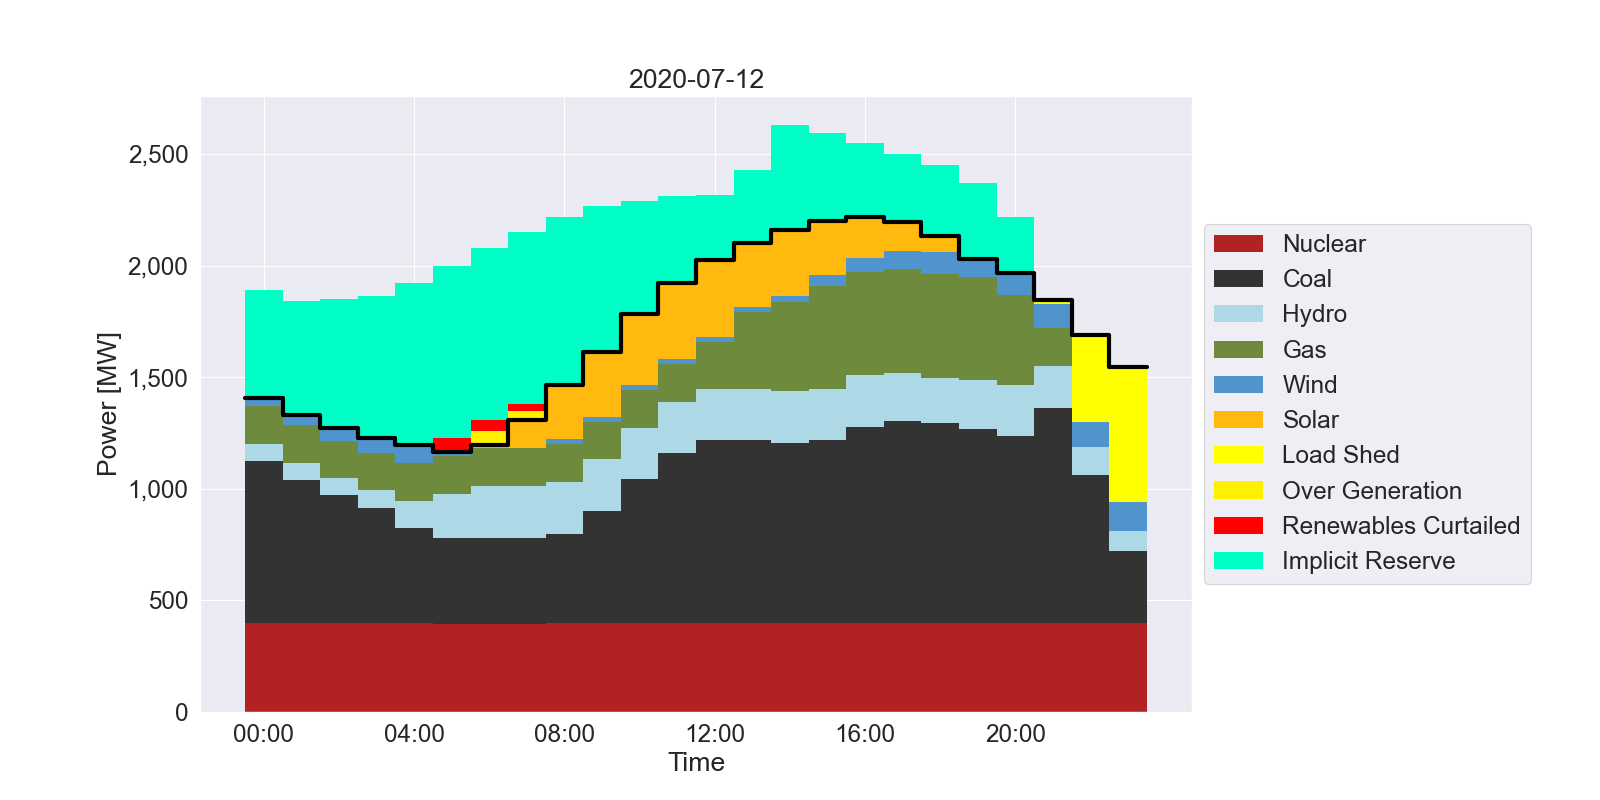 2020-07-12
Power [MW]
2,500
2,000
1,500
1,000
500
0
00:00 04:00 08:00 12:00 16:00 20:00
Time
Nuclear
Coal
Hydro
Gas
Wind
Solar
Load Shed
Over Generation
Renewables Curtailed
Implicit Reserve